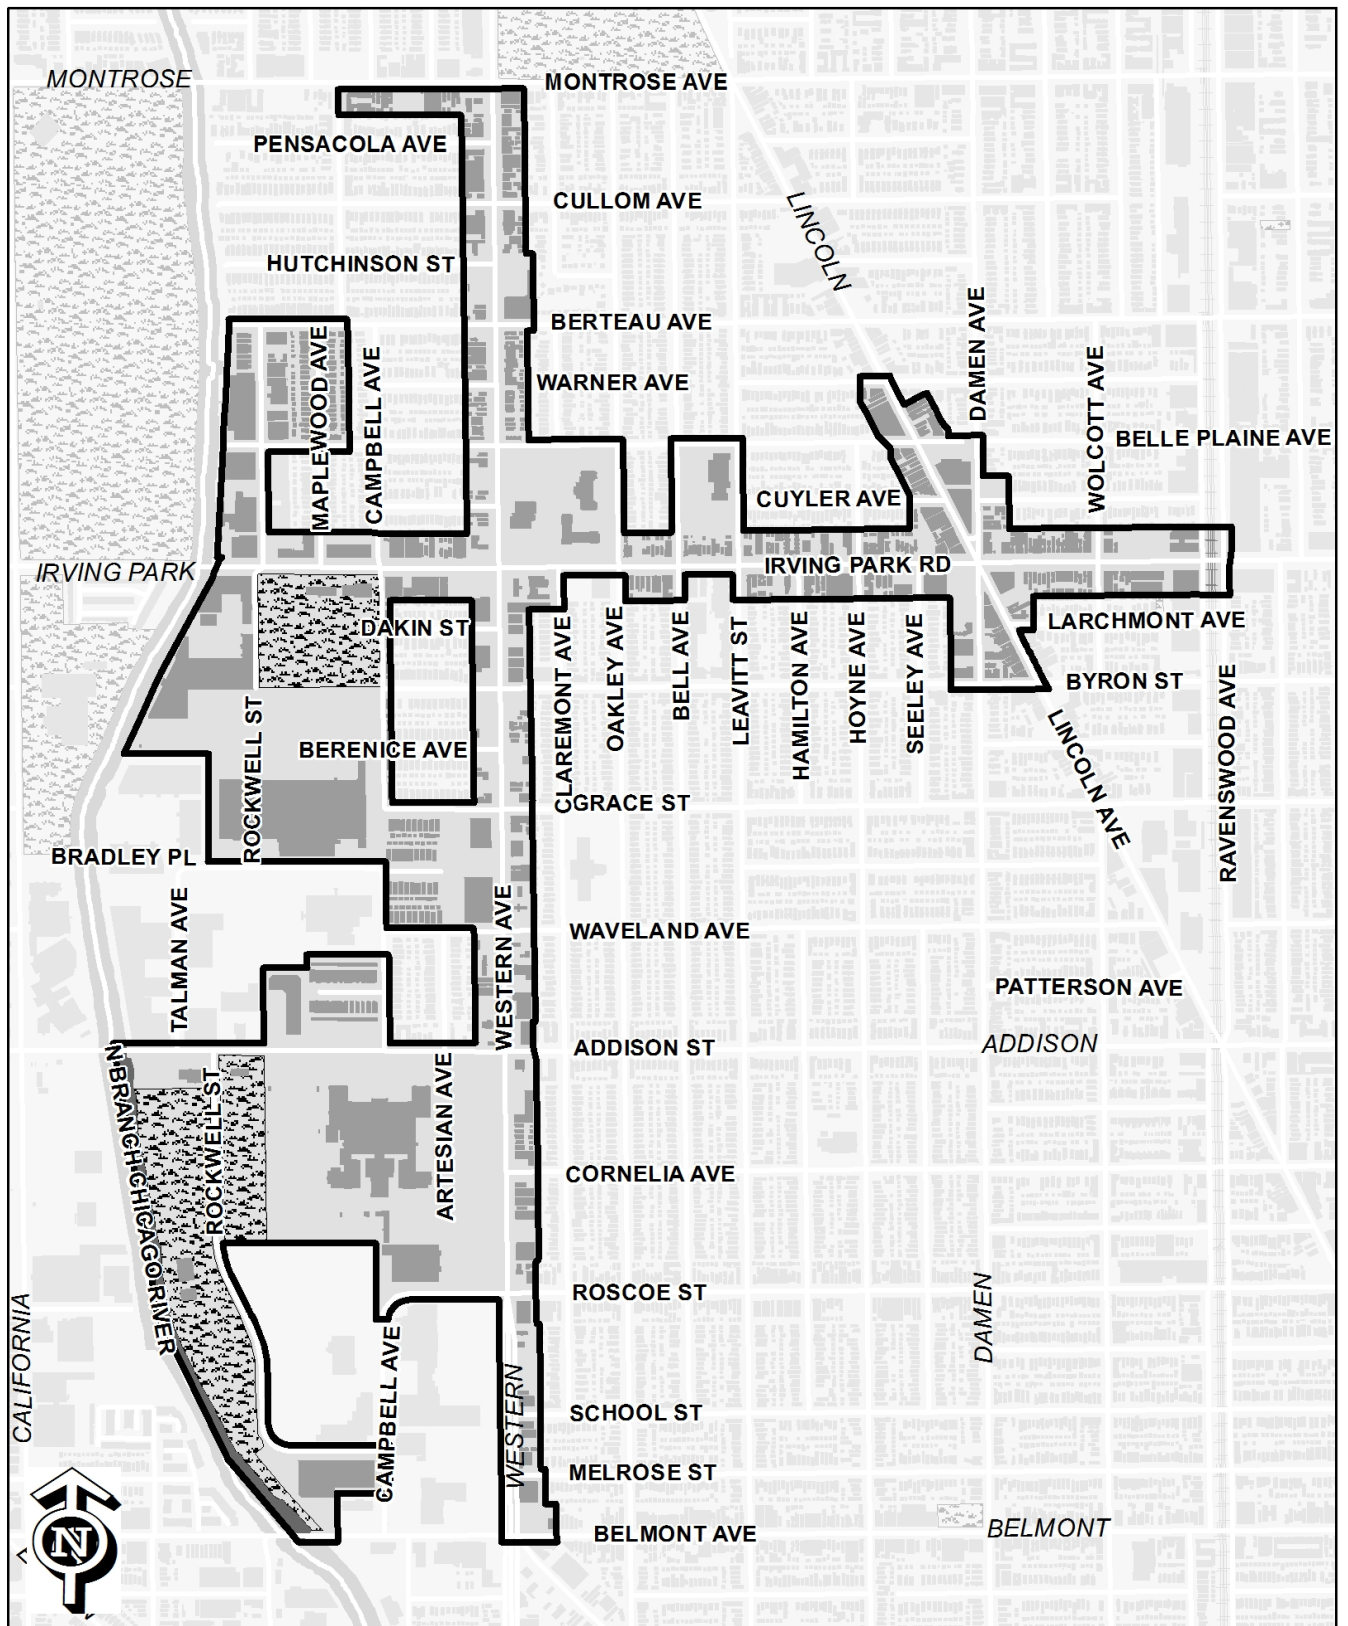 MONTROSE
MONTROSE AVE
PENSACOLA AVE
CULLOM AVE
LINCOLN
HUTCHINSON ST
BERTEAU AVE
DAMEN AVE
MAPLEWOOD AVE
CAMPBELL AVE
WARNER AVE
WOLCOTT AVE
BELLE PLAINE AVE
CUYLER AVE
IRVING PARK
IRVING PARK RD
DAKIN ST
CLAREMONT AVE
OAKLEY AVE
BELL AVE
LEAVITT ST
HAMILTON AVE
HOYNE AVE
SEELEY AVE
LARCHMONT AVE
BYRON ST
RAVENSWOOD AVE
ROCKWELL ST
BERENICE AVE
LINCOLN AVE
GRACE ST
BRADLEY PL
TALMAN AVE
WESTERN AVE
WAVELAND AVE
PATTERSON AVE
ADDISON ST
ADDISON
N BRANCH CHICAGO RIVER
ROCKWELL ST
ARTESIAN AVE
CORNELIA AVE
ROSCOE ST
CALIFORNIA
DAMEN
CAMPBELL AVE
WESTERN
SCHOOL ST
MELROSE ST
BELMONT AVE
BELMONT
N